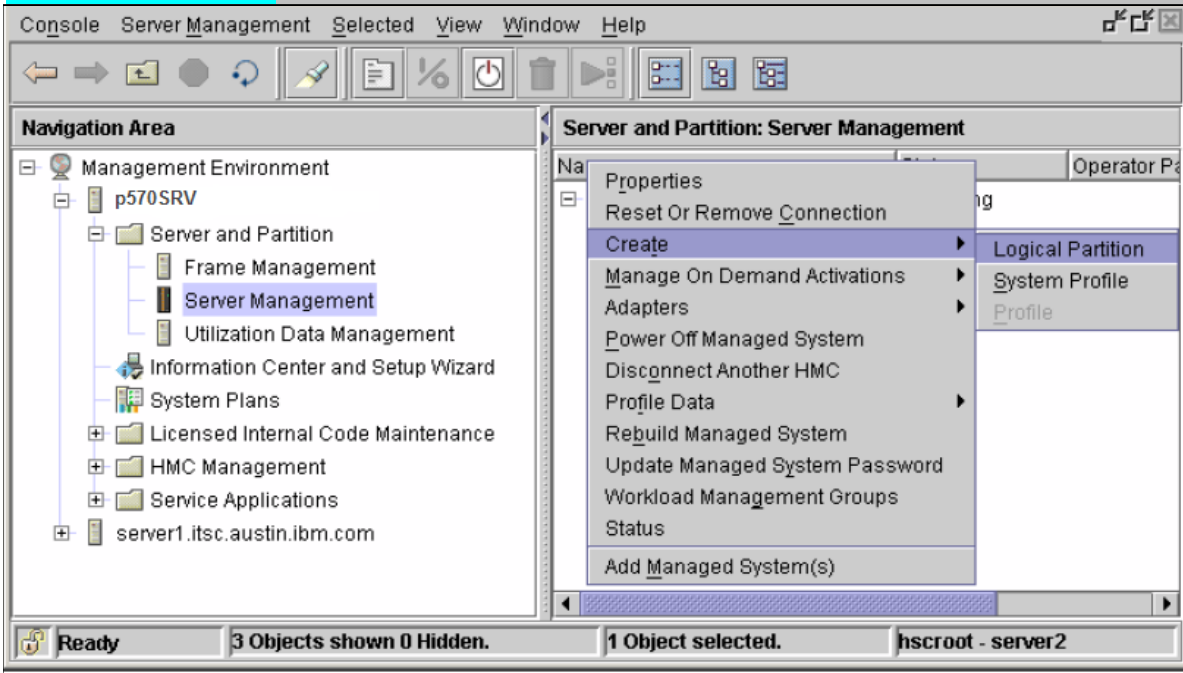 Console Server Management Selected View Window Help
Navigation Area
Server and Partition: Server Management
Management Environment
p570SRV
Server and Partition
Frame Management
Server Management
Utilization Data Management
Information Center and Setup Wizard
System Plans
Licensed Internal Code Maintenance
HMC Management
Service Applications
server1.itsc.austin.ibm.com
Na
Operator Pa
ng
Properties
Reset Or Remove Connection
Create
Manage On Demand Activations
Adapters
Power Off Managed System
Disconnect Another HMC
Profile Data
Rebuild Managed System
Update Managed System Password
Workload Management Groups
Status
Add Managed System(s)
Logical Partition
System Profile
Profile
Ready
3 Objects shown 0 Hidden.
1 Object selected.
hscroot - server2